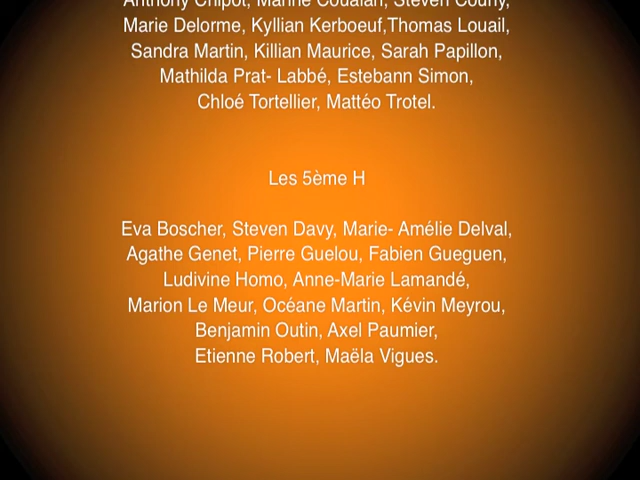 Marie Delorme, Kyllian Kerboeuf,Thomas Louail,
Sandra Martin, Killian Maurice, Sarah Papillon,
Mathilda Prat- Labbé, Estebann Simon,
Chloé Tortellier, Mattéo Trotel.
Les 5ème H
Eva Boscher, Steven Davy, Marie- Amélie Delval,
Agathe Genet, Pierre Guelou, Fabien Gueguen,
Ludivine Homo, Anne-Marie Lamandé,
Marion Le Meur, Océane Martin, Kévin Meyrou,
Benjamin Outin, Axel Paumier,
Etienne Robert, Maëla Vigues.